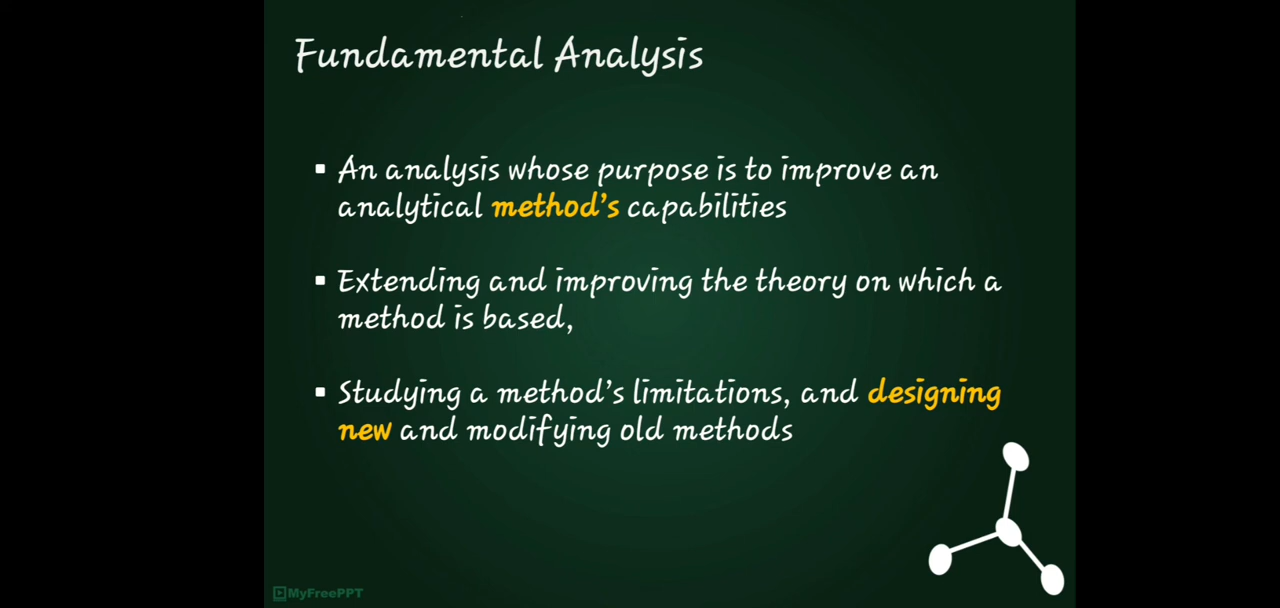 Fundamental Analysis
▪ An analysis whose purpose is to improve an
analytical method's capabilities
▪ Extending and improving the theory on which a
method is based,
▪ Studying a method's limitations, and designing
new and modifying old methods
MyFreePPT